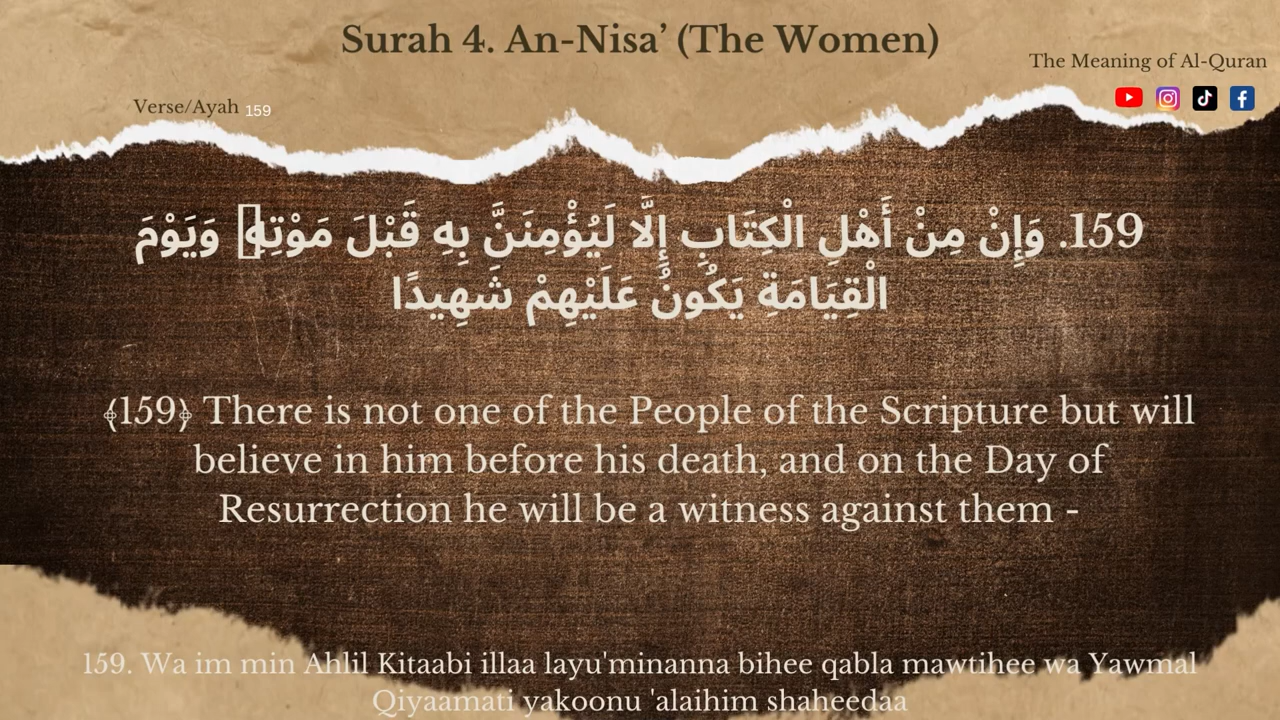 Surah 4. An-Nisa’ (The Women)
The Meaning of Al-Quran
Verse/Ayah 159
159. وَإِنْ مِنْ أَهْلِ الْكِتَابِ إِلَّا لَيُؤْمِنَنَّ بِهِ قَبْلَ مَوْتِهِ وَيَوْمَ
الْقِيَامَةِ يَكُونُ عَلَيْهِمْ شَهِيدًا
﴾159﴿ There is not one of the People of the Scripture but will
believe in him before his death, and on the Day of
Resurrection he will be a witness against them -
159. Wa im min Ahlil Kitaabi illaa layu'minanna bihee qabla mawtihee wa Yawmal
Qiyaamati yakoonu 'alaihim shaheedaa